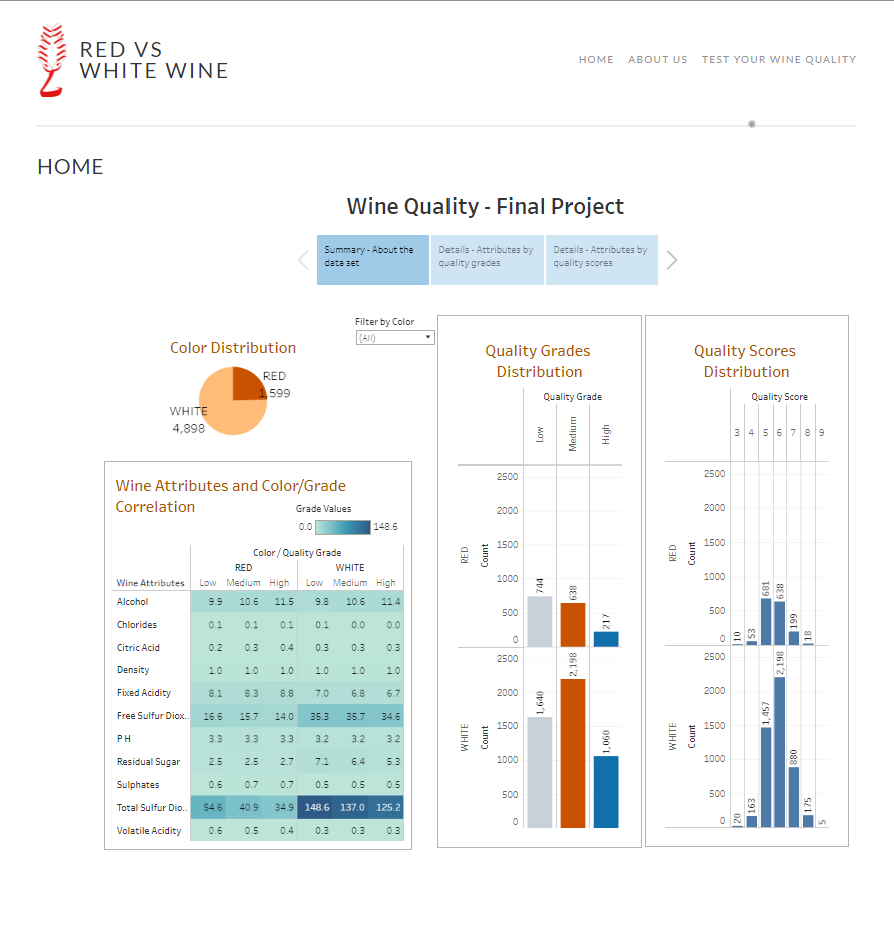 RED VS
WHITE WINE
HOME ABOUT US TEST YOUR WINE QUALITY
HOME
Wine Quality - Final Project
Summary - About the
data set
Details - Attributes by
quality grades
Details - Attributes by
quality scores
Filter by Color
(All)
Color Distribution
RED
1,599
WHITE
4,898
Wine Attributes and Color/Grade
Correlation
Grade Values
0.0 148.6
Color / Quality Grade
RED WHITE
Wine Attributes Low Medium High Low Medium High
Alcohol 9.9 10.6 11.5 9.8 10.6 11.4
Chlorides 0.1 0.1 0.1 0.1 0.0 0.0
Citric Acid 0.2 0.3 0.4 0.3 0.3 0.3
Density 1.0 1.0 1.0 1.0 1.0 1.0
Fixed Acidity 8.1 8.3 8.8 7.0 6.8 6.7
Free Sulfur Diox.. 16.6 15.7 14.0 35.3 35.7 34.6
P H 3.3 3.3 3.3 3.2 3.2 3.2
Residual Sugar 2.5 2.5 2.7 7.1 6.4 5.3
Sulphates 0.6 0.7 0.7 0.5 0.5 0.5
Total Sulfur Dio.. 54.6 40.9 34.9 148.6 137.0 125.2
Volatile Acidity 0.6 0.5 0.4 0.3 0.3 0.3
Quality Grades
Distribution
Quality Grade
Low Medium High
RED
Count
2500
2000
1500
1000
500
0
744 638 217
WHITE
Count
2500
2000
1500
1000
500
0
1,640 2,198 1,060
Quality Scores
Distribution
Quality Score
3 4 5 6 7 8 9
RED
Count
2500
2000
1500
1000
500
0
10 53 681 638 199 18
WHITE
Count
2500
2000
1500
1000
500
0
20 163 1,457 2,198 880 175 5